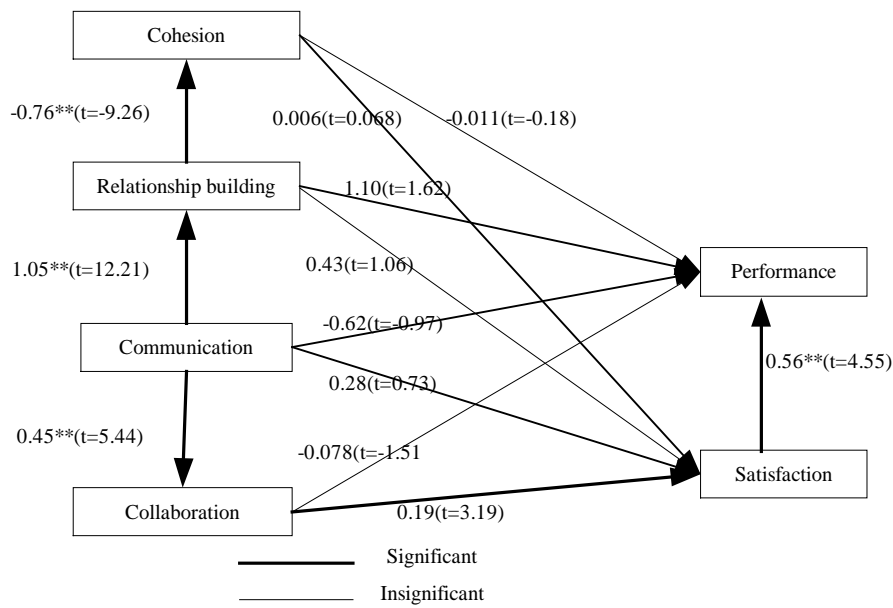 Cohesion
-0.76**(t=-9.26)
0.006(t=0.068)
-0.011(t=-0.18)
Relationship building
1.10(t=1.62)
1.05**(t=12.21)
0.43(t=1.06)
Performance
-0.62(t=-0.97)
Communication
0.28(t=0.73)
0.56**(t=4.55)
0.45**(t=5.44)
-0.078(t=-1.51
Satisfaction
Collaboration
0.19(t=3.19)
Significant
Insignificant